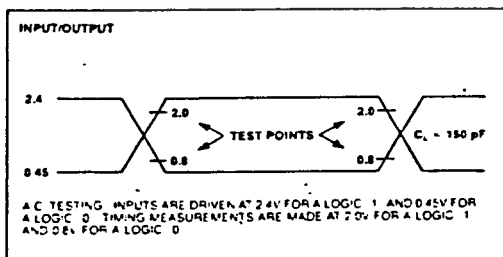 INPUT/OUTPUT
2.4
2.0
2.0
TEST POINTS
C_L = 150 pF
0.8
0.8
0.45
A.C. TESTING: INPUTS ARE DRIVEN AT 2.4V FOR A LOGIC 1 AND 0.45V FOR
A LOGIC 0 TIMING MEASUREMENTS ARE MADE AT 2.0V FOR A LOGIC 1
AND 0.8V FOR A LOGIC 0